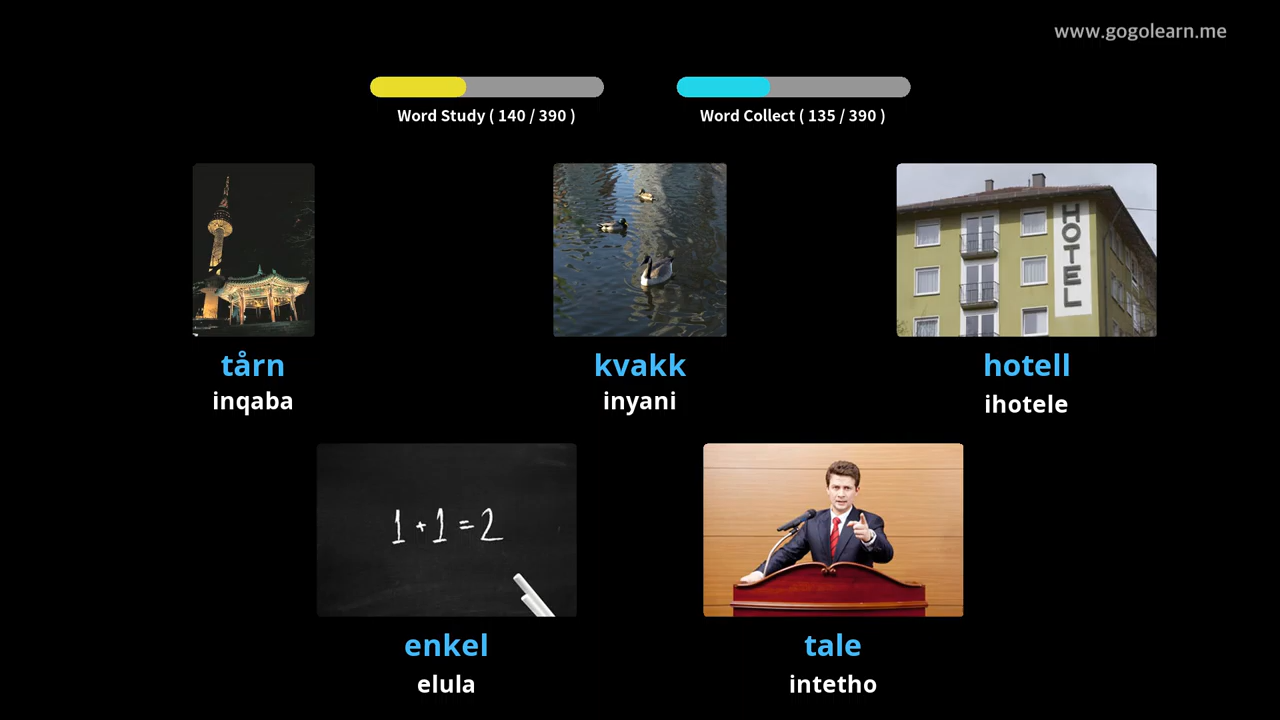 www.gogolearn.me
Word Study ( 140 / 390 )
Word Collect ( 135 / 390 )
HOTEL
tårn
inqaba
kvakk
inyani
hotell
ihotele
1 + 1 = 2
enkel
elula
tale
intetho